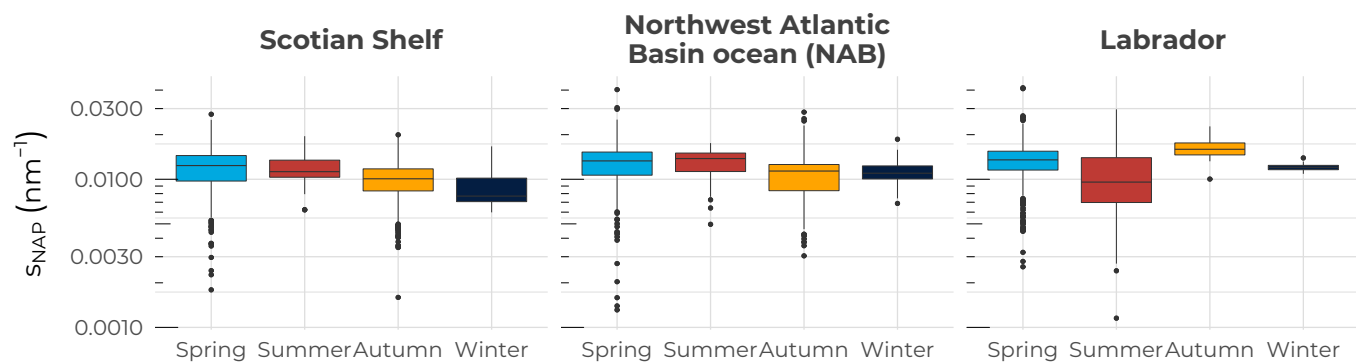 Scotian Shelf
Northwest Atlantic
Basin ocean (NAB)
Labrador
s_NAP (nm⁻¹)
0.0300
0.0100
0.0030
0.0010
Spring Summer Autumn Winter
Spring Summer Autumn Winter
Spring Summer Autumn Winter